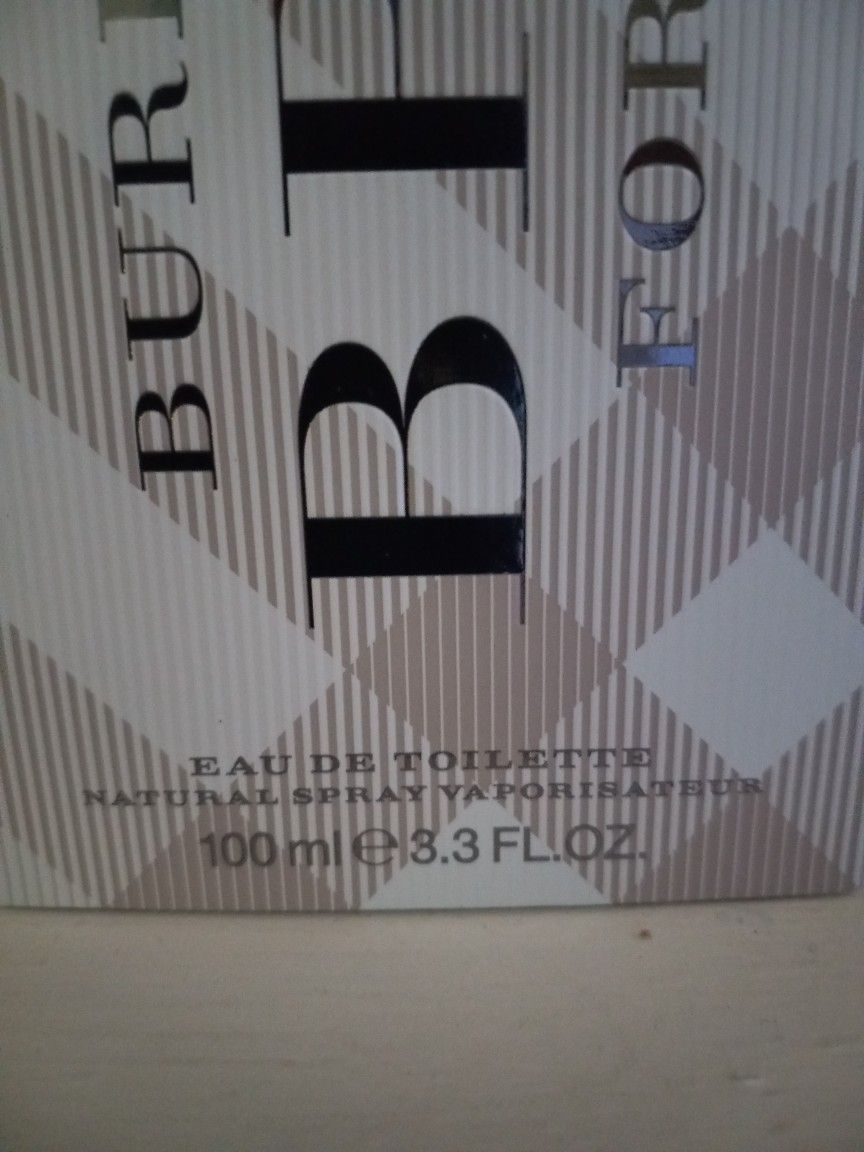 BUR
B
FOR
EAU DE TOILETTE
NATURAL SPRAY VAPORISATEUR
100 ml ℮ 3.3 FL.OZ.